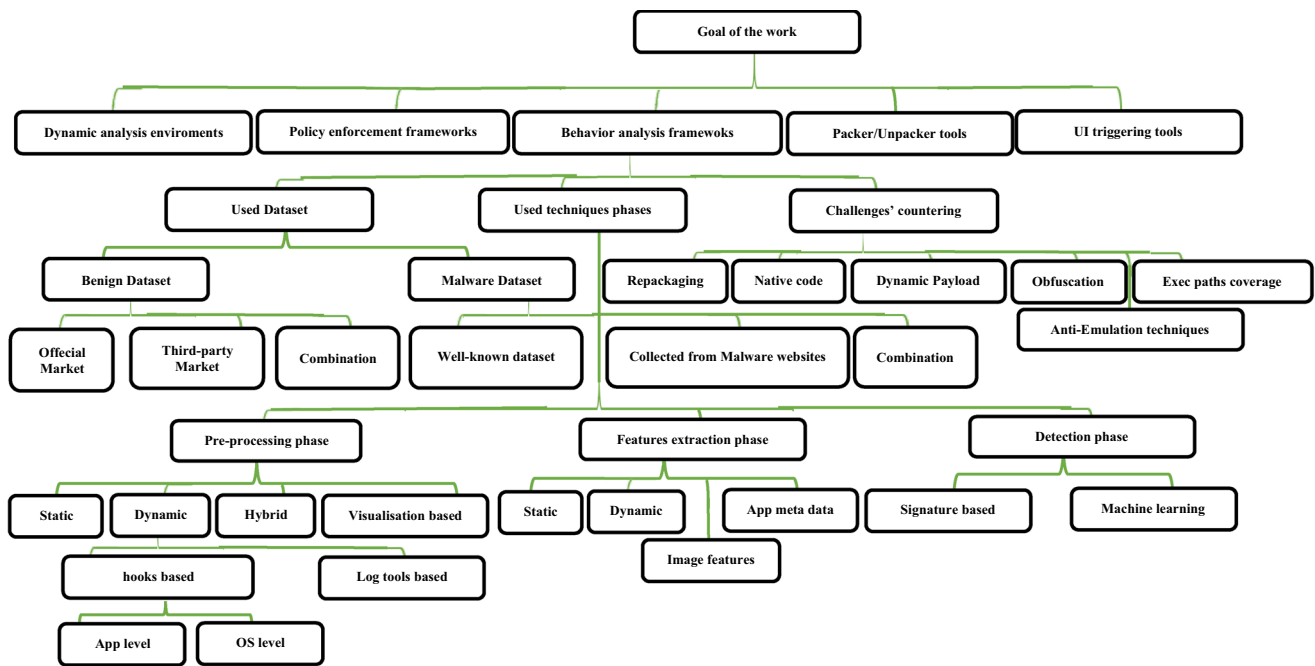 Goal of the work
Dynamic analysis enviroments
Policy enforcement frameworks
Behavior analysis framewoks
Packer/Unpacker tools
UI triggering tools
Used Dataset
Used techniques phases
Challenges’ countering
Benign Dataset
Malware Dataset
Repackaging
Native code
Dynamic Payload
Obfuscation
Exec paths coverage
Anti-Emulation techniques
Offecial
Market
Third-party
Market
Combination
Well-known dataset
Collected from Malware websites
Combination
Pre-processing phase
Features extraction phase
Detection phase
Static
Dynamic
Hybrid
Visualisation based
Static
Dynamic
App meta data
Image features
Signature based
Machine learning
hooks based
Log tools based
App level
OS level